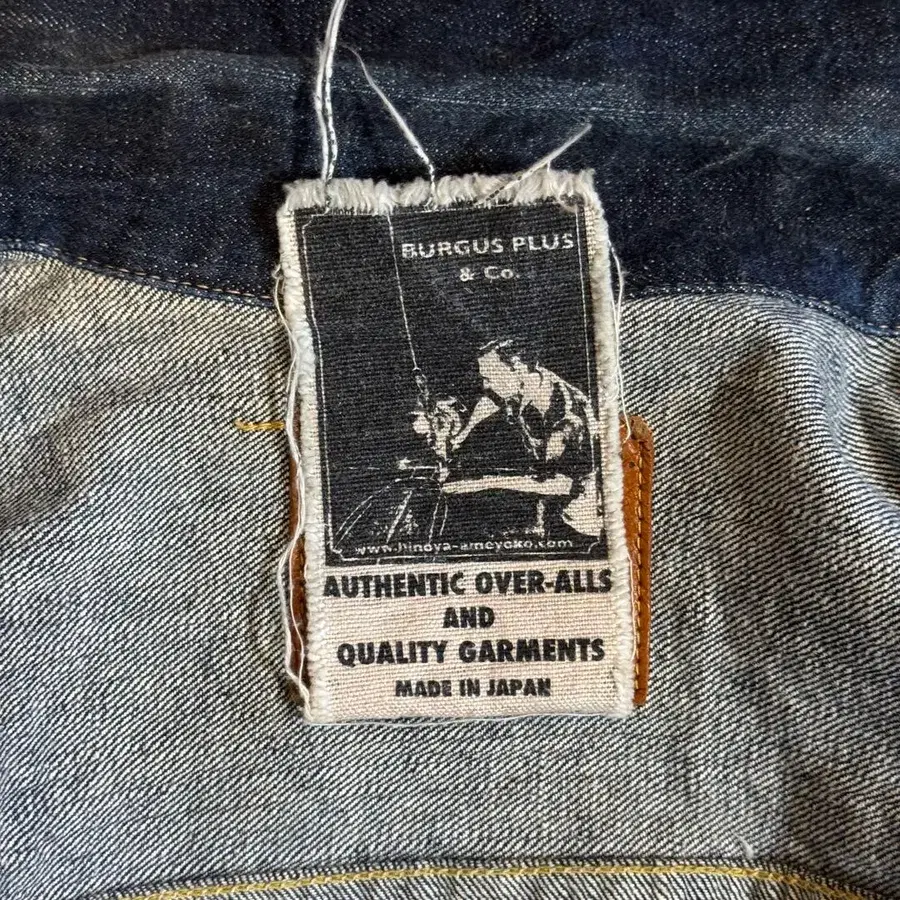 BURGUS PLUS
& Co.
www.hinoya-ameyoko.com
AUTHENTIC OVER-ALLS
AND
QUALITY GARMENTS
MADE IN JAPAN